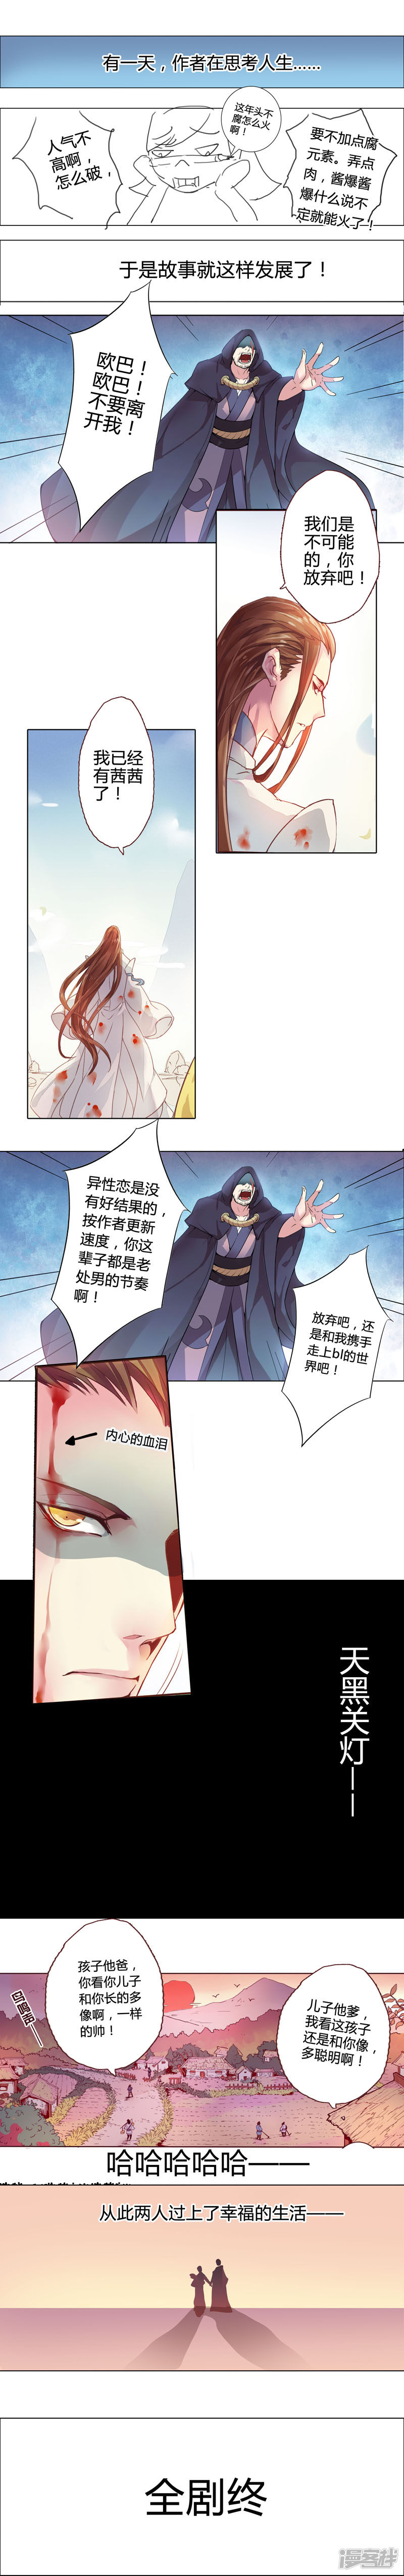 有一天，作者在思考人生……
这年头不
腐怎么火
啊！
人气不
高啊，
怎么破，
要不加点腐
元素。弄点
肉，酱爆酱
爆什么说不
定就能火了！
于是故事就这样发展了！
欧巴！
欧巴！
不要离
开我！
我们是
不可能
的，你
放弃吧！
我已经
有茜茜
了！
异性恋是没
有好结果的，
按作者更新
速度，你这
辈子都是老
处男的节奏
啊！
放弃吧，还
是和我携手
走上bl的世
界吧！
内心的血泪
天黑关灯——
孩子他爸，
你看你儿子
和你长的多
像啊，一样
的帅！
鸟鸣声——
儿子他爹，
我看这孩子
还是和你像，
多聪明啊！
哈哈哈哈哈——
从此两人过上了幸福的生活——
全剧终
漫客栈